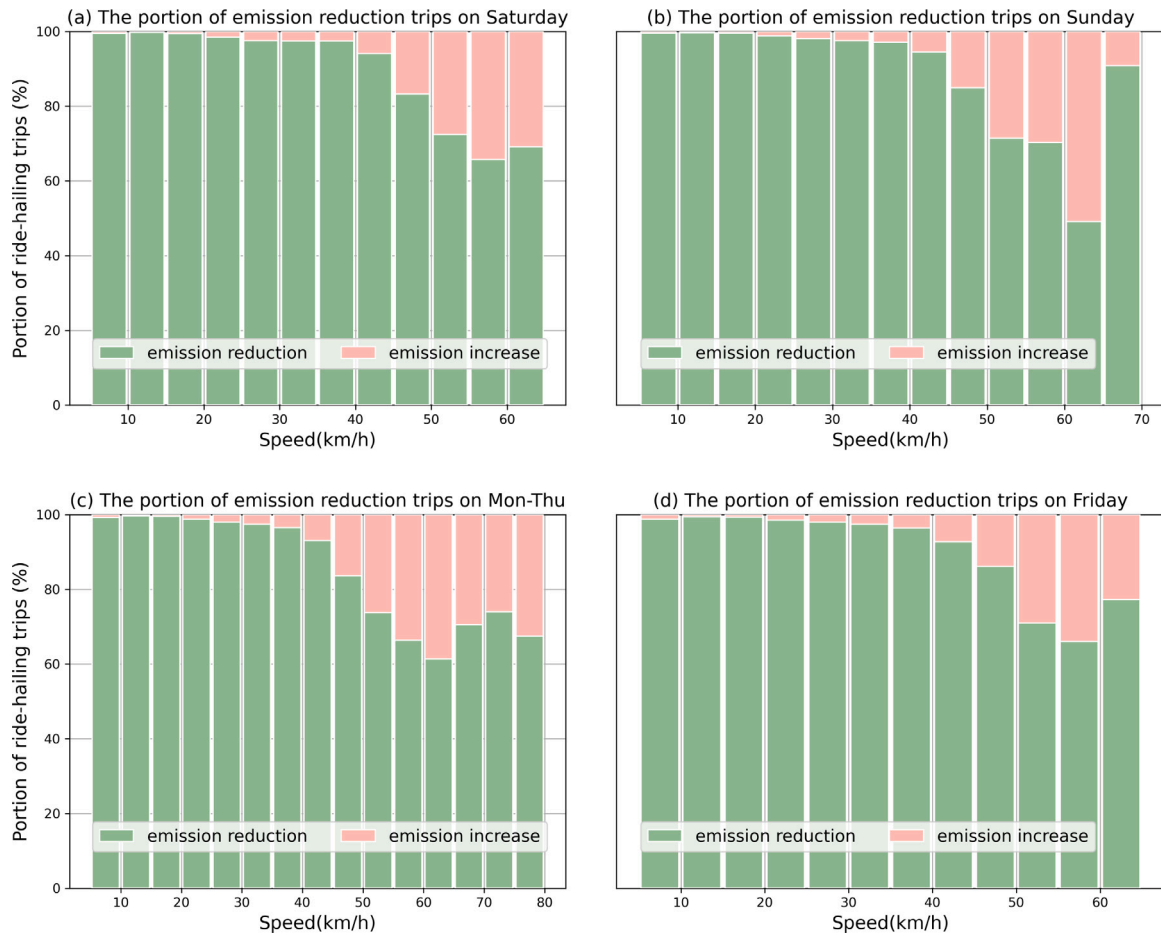 (a) The portion of emission reduction trips on Saturday
Portion of ride-hailing trips (%)
100
80
60
40
20
0
emission reduction
emission increase
10 20 30 40 50 60
Speed(km/h)
(b) The portion of emission reduction trips on Sunday
emission reduction
emission increase
10 20 30 40 50 60 70
Speed(km/h)
(c) The portion of emission reduction trips on Mon-Thu
Portion of ride-hailing trips (%)
100
80
60
40
20
0
emission reduction
emission increase
10 20 30 40 50 60 70 80
Speed(km/h)
(d) The portion of emission reduction trips on Friday
emission reduction
emission increase
10 20 30 40 50 60
Speed(km/h)